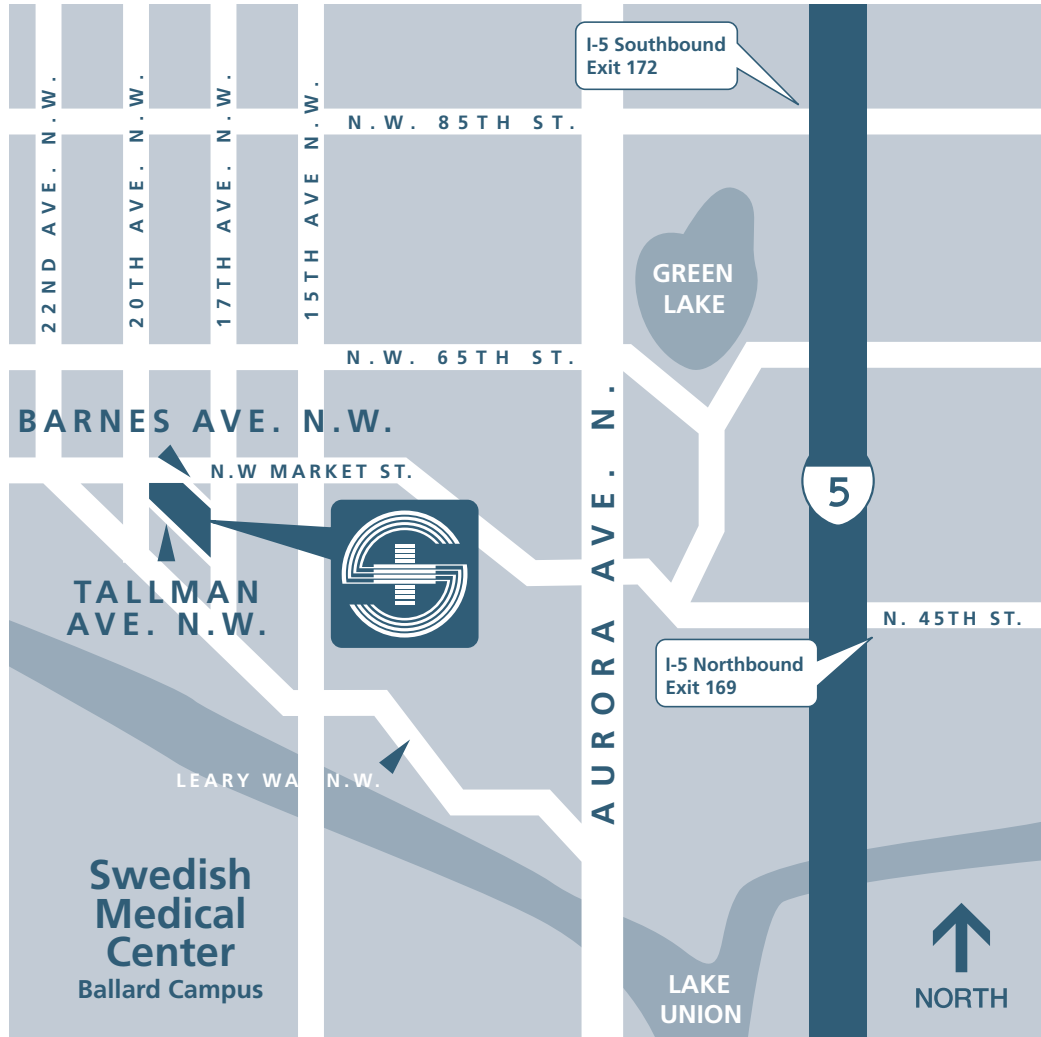 I-5 Southbound
Exit 172
22ND AVE. N.W.
20TH AVE. N.W.
17TH AVE. N.W.
15TH AVE N.W.
N.W. 85TH ST.
GREEN
LAKE
N.W. 65TH ST.
BARNES AVE. N.W.
N.W MARKET ST.
5
TALLMAN
AVE. N.W.
AURORA AVE. N.
N. 45TH ST.
I-5 Northbound
Exit 169
LEARY WAY N.W.
Swedish
Medical
Center
Ballard Campus
LAKE
UNION
NORTH